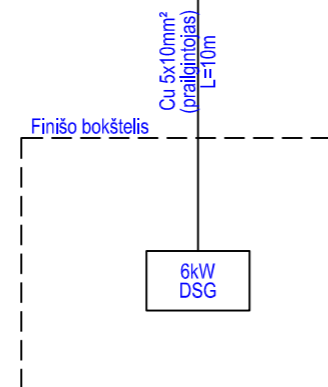 Cu 5x10mm²
(prailgintojas)
L=10m
Finišo bokštelis
6kW
DSG